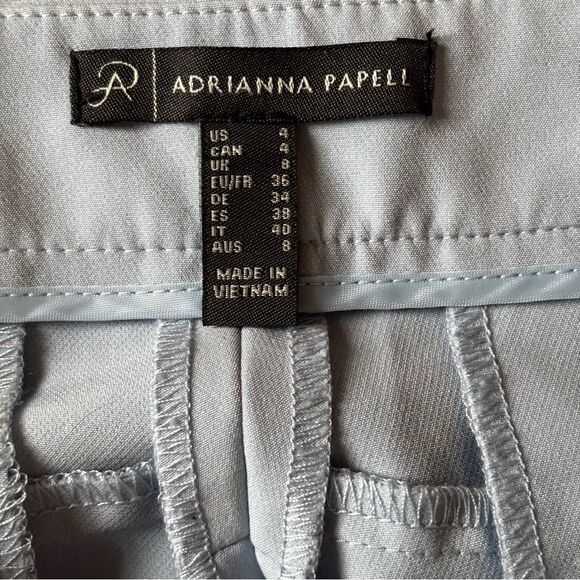 AP ADRIANNA PAPELL
US 4
CAN 4
UK 8
EU/FR 36
DE 34
ES 38
IT 40
AUS 8
MADE IN
VIETNAM